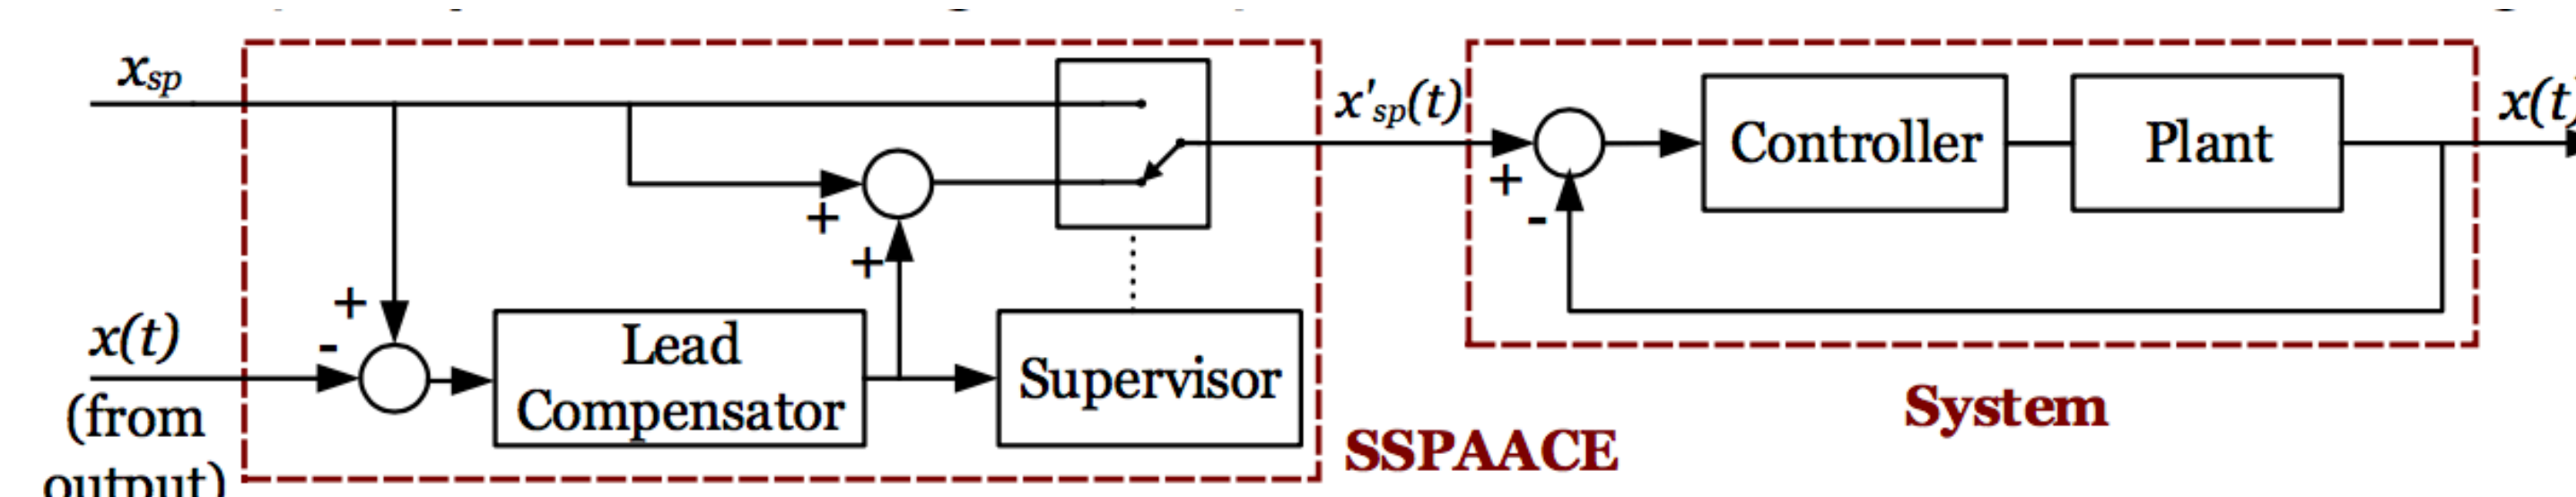 xsp
x'sp(t)
Controller
Plant
x(t)
+
+
-
+
+
-
x(t)
(from
output)
Lead
Compensator
Supervisor
SSPAACE
System